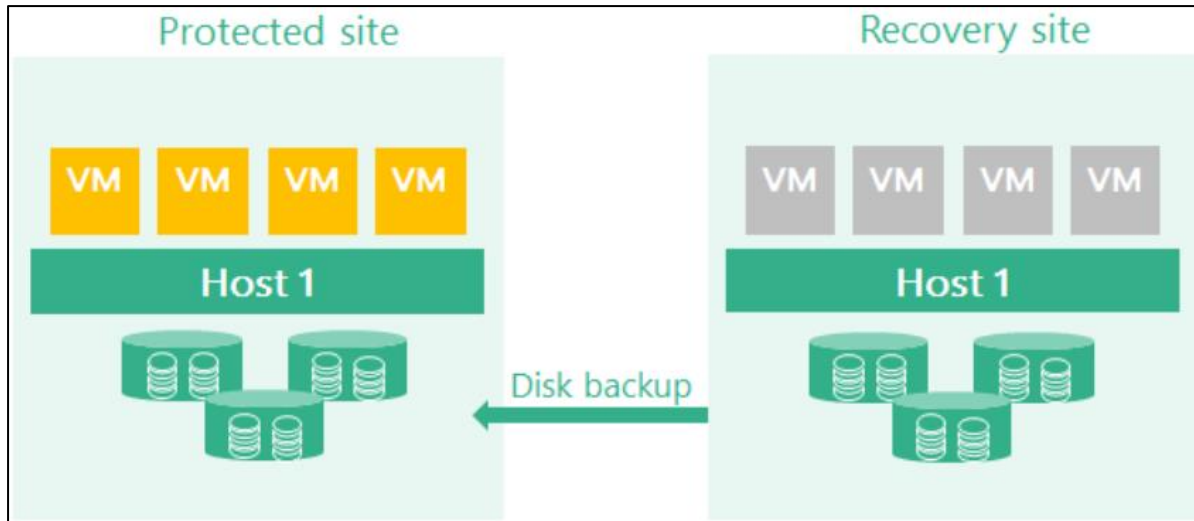 Protected site
Recovery site
VM VM VM VM
VM VM VM VM
Host 1
Host 1
Disk backup